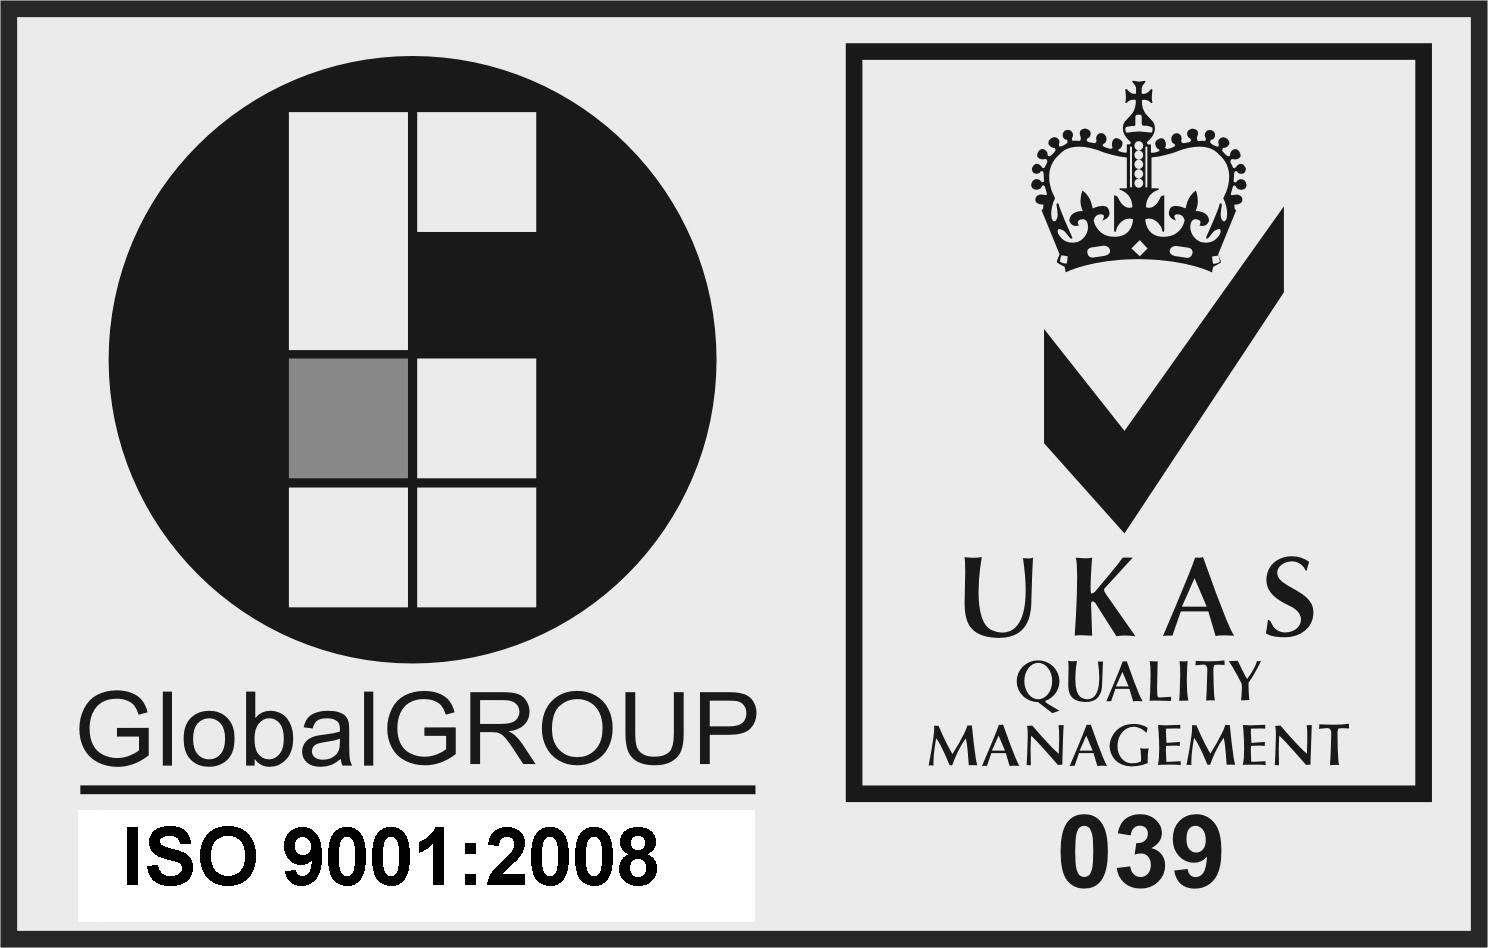 GlobalGROUP
ISO 9001:2008
UKAS
QUALITY
MANAGEMENT
039